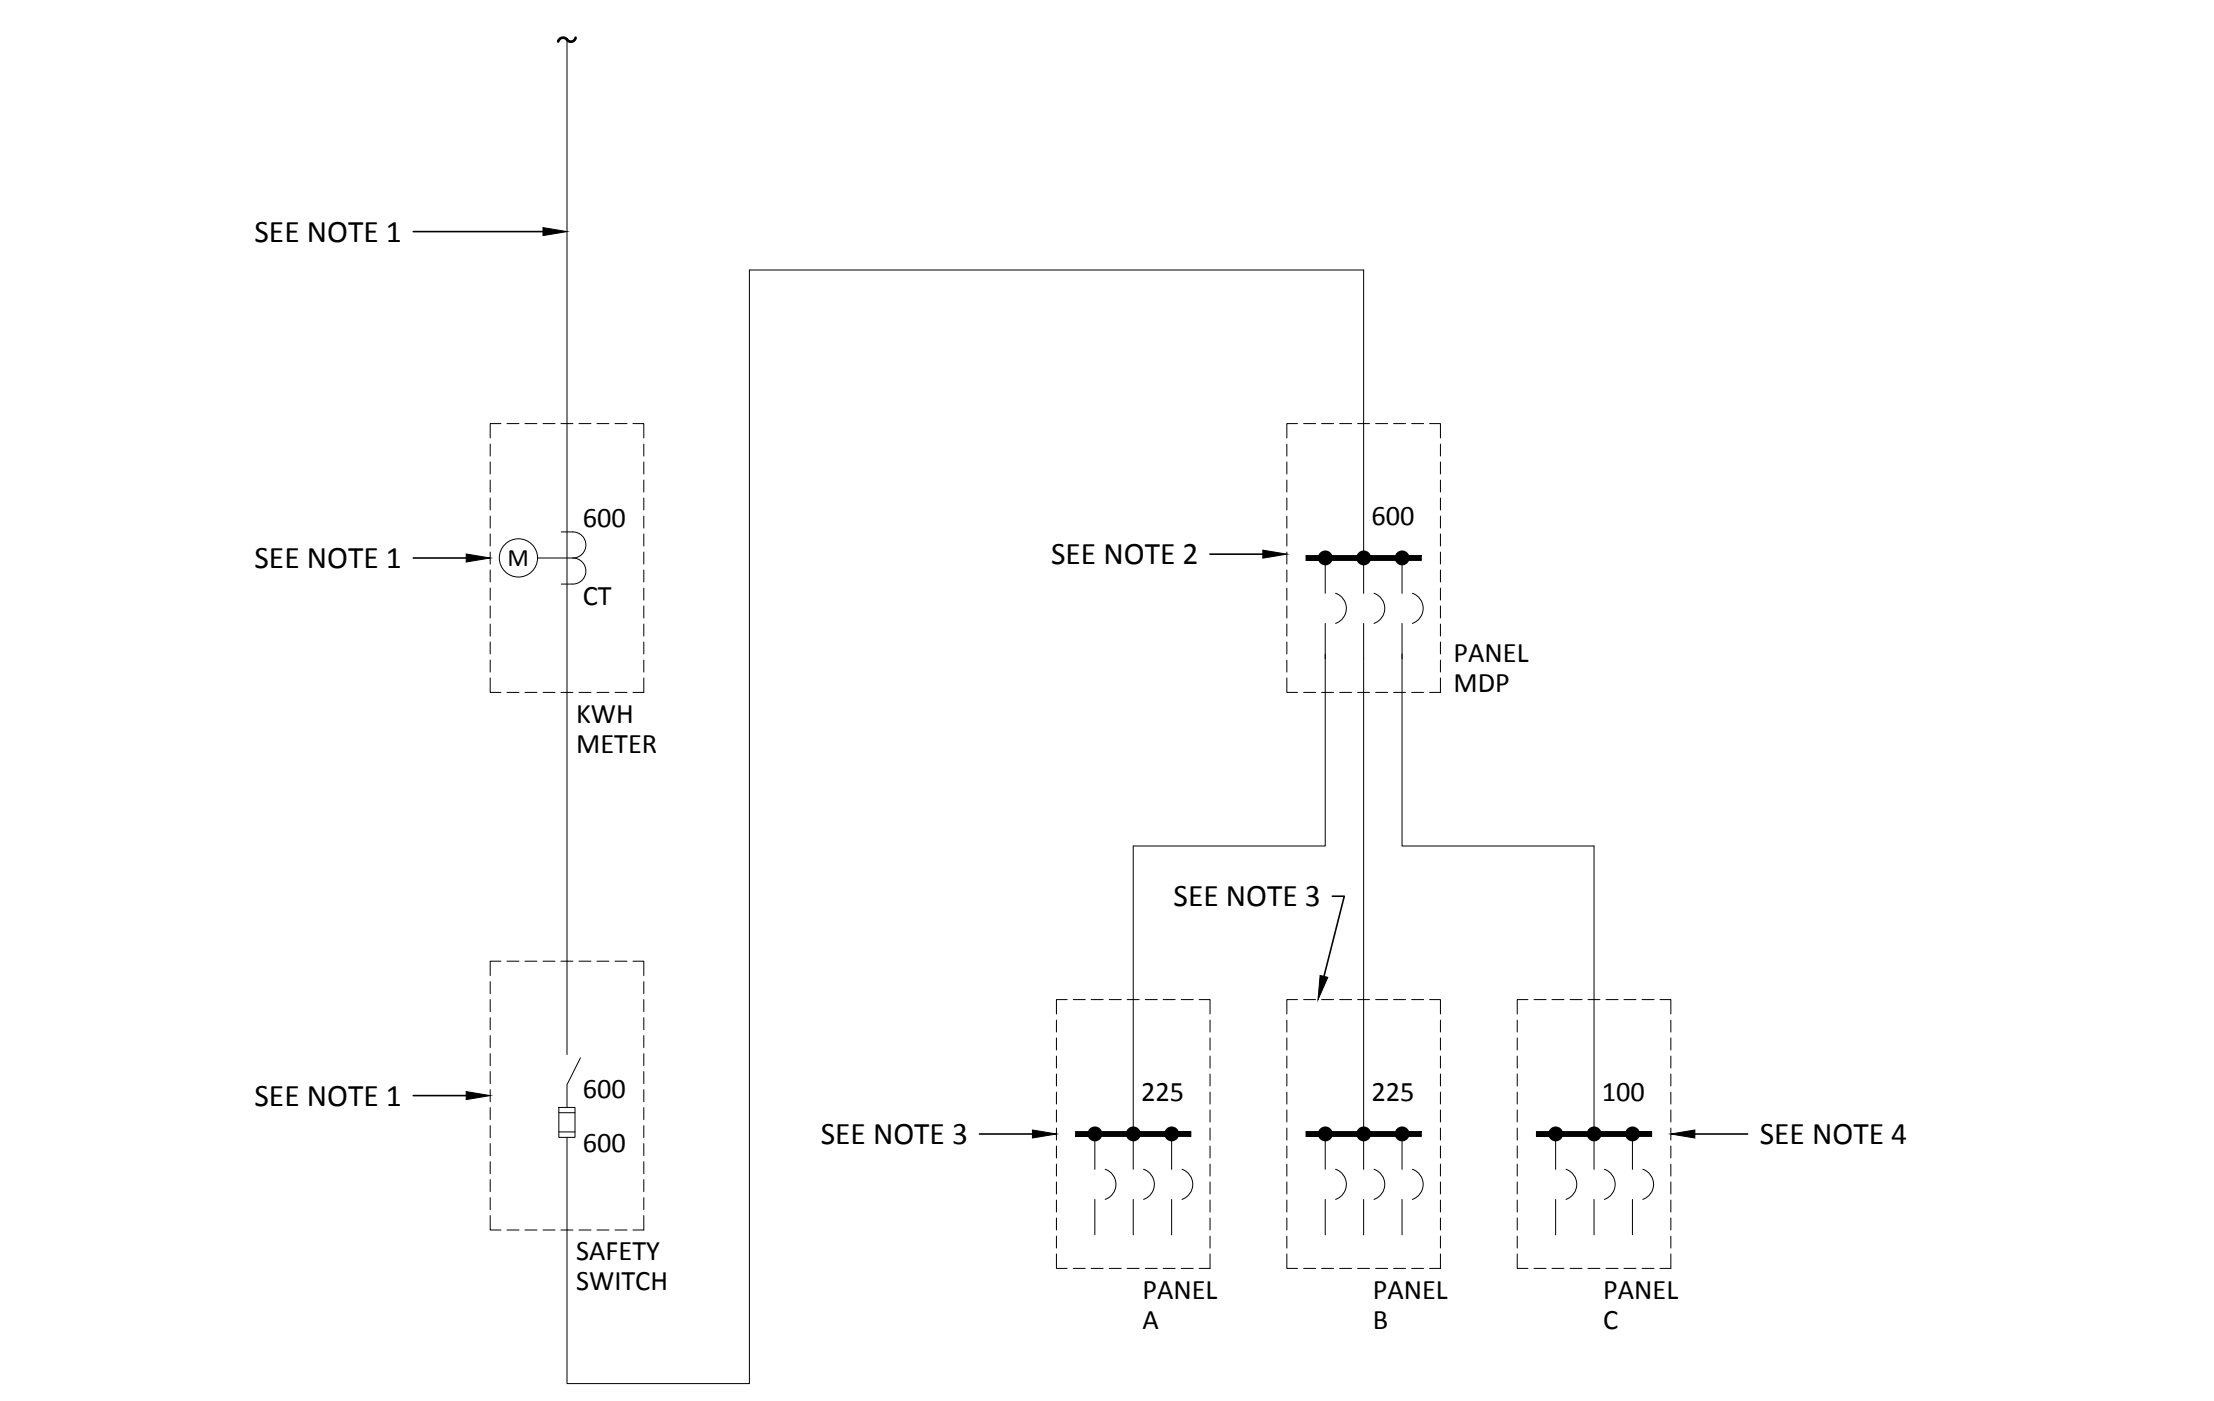 ~
SEE NOTE 1
600
SEE NOTE 1
M
CT
KWH
METER
SEE NOTE 1
600
600
SAFETY
SWITCH
600
SEE NOTE 2
PANEL
MDP
SEE NOTE 3
225
225
100
SEE NOTE 3
SEE NOTE 4
PANEL
A
PANEL
B
PANEL
C